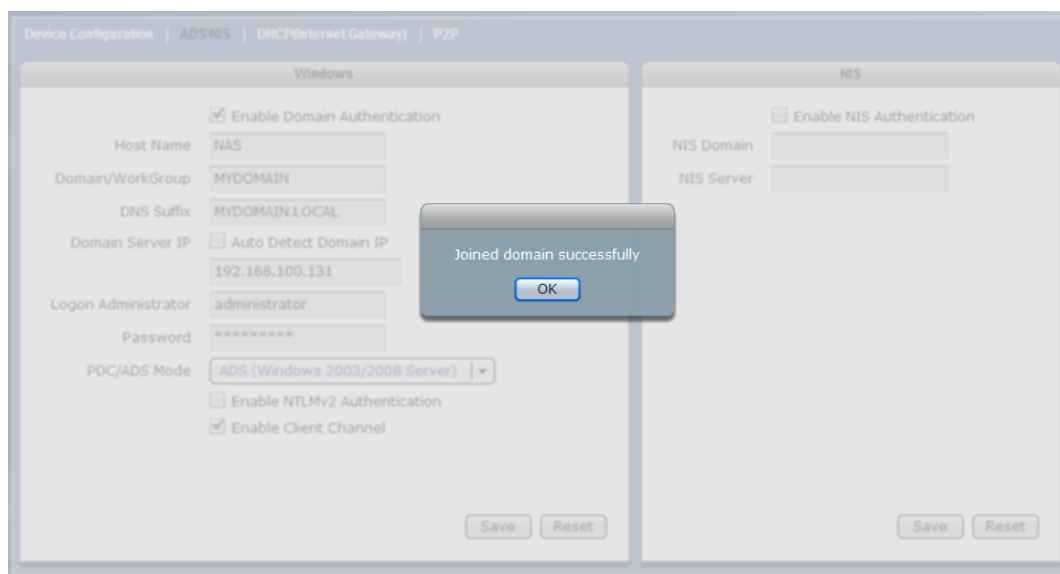 Device Configuration | ADS/NIS | DHCP(Internet Gateway) | P2P
Windows
Enable Domain Authentication
Host Name NAS
Domain/WorkGroup MYDOMAIN
DNS Suffix MYDOMAIN.LOCAL
Domain Server IP Auto Detect Domain IP
192.168.100.131
Logon Administrator administrator
Password *********
PDC/ADS Mode ADS (Windows 2003/2008 Server)
Enable NTLMv2 Authentication
Enable Client Channel
Save Reset
NIS
Enable NIS Authentication
NIS Domain
NIS Server
Save Reset
Joined domain successfully
OK